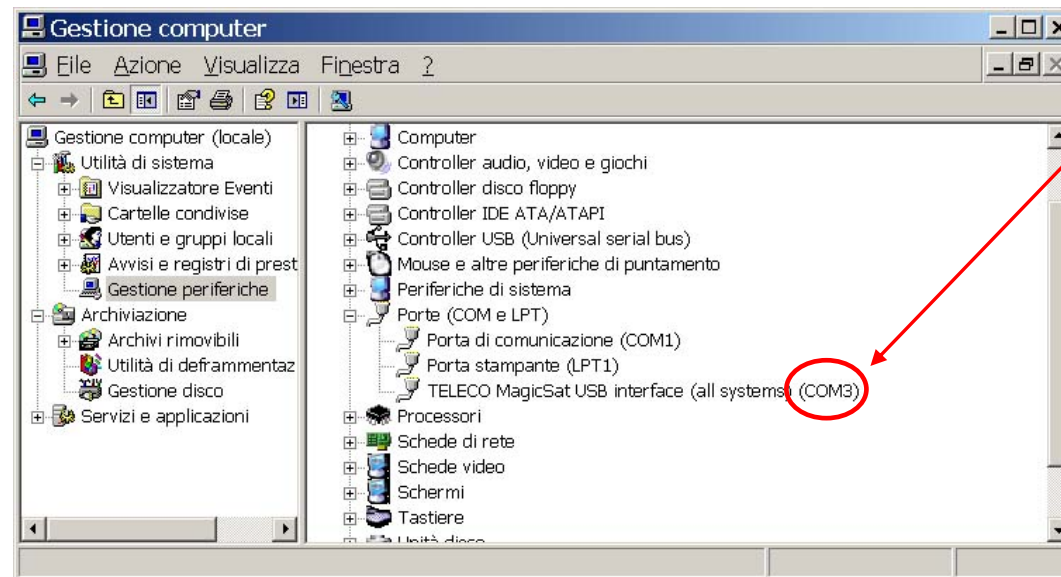 Gestione computer
File Azione Visualizza Finestra ?
Gestione computer (locale)
Utilità di sistema
Visualizzatore Eventi
Cartelle condivise
Utenti e gruppi locali
Avvisi e registri di prest
Gestione periferiche
Archiviazione
Archivi rimovibili
Utilità di deframmentaz
Gestione disco
Servizi e applicazioni
Computer
Controller audio, video e giochi
Controller disco floppy
Controller IDE ATA/ATAPI
Controller USB (Universal serial bus)
Mouse e altre periferiche di puntamento
Periferiche di sistema
Porte (COM e LPT)
Porta di comunicazione (COM1)
Porta stampante (LPT1)
TELECO MagicSat USB interface (all systems) (COM3)
Processori
Schede di rete
Schede video
Schermi
Tastiere
Unità disco